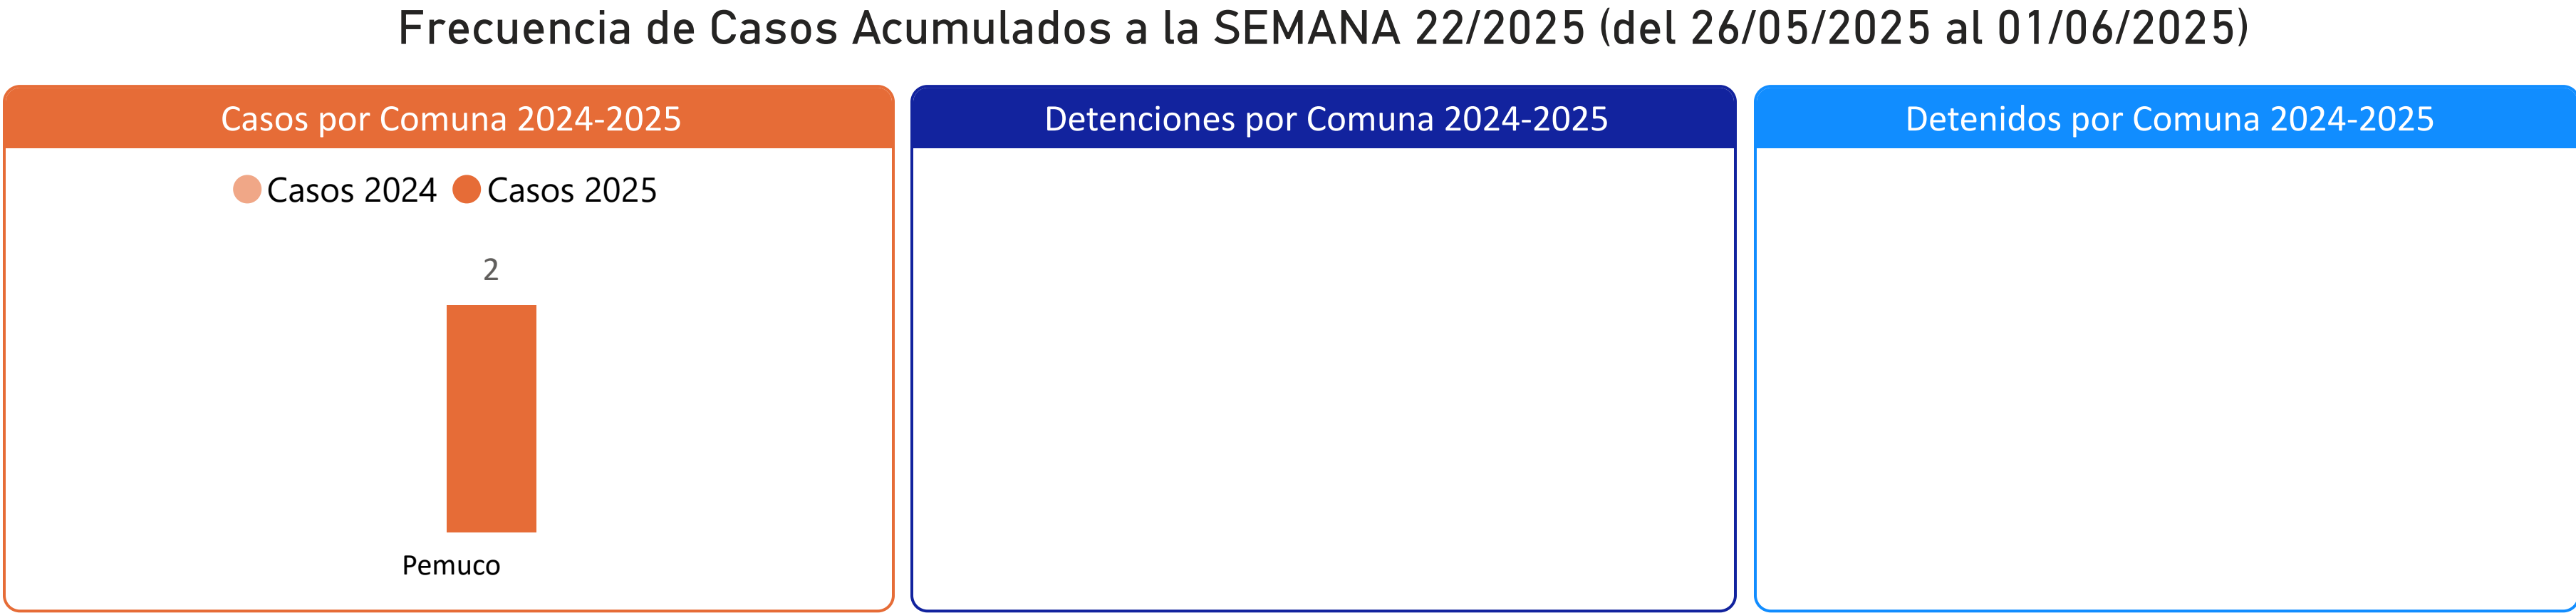 Frecuencia de Casos Acumulados a la SEMANA 22/2025 (del 26/05/2025 al 01/06/2025)
Casos por Comuna 2024-2025
Casos 2024 Casos 2025
2
Pemuco
Detenciones por Comuna 2024-2025
Detenidos por Comuna 2024-2025